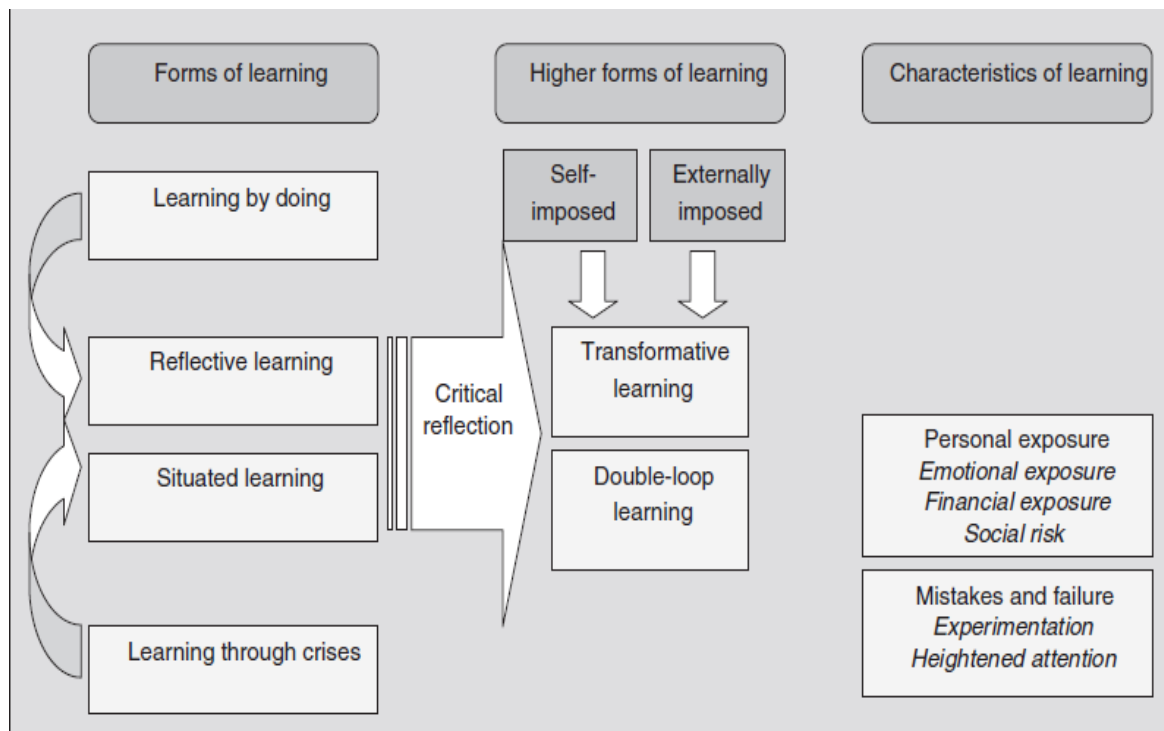 Forms of learning
Higher forms of learning
Characteristics of learning
Learning by doing
Reflective learning
Situated learning
Learning through crises
Critical
reflection
Self-
imposed
Externally
imposed
Transformative
learning
Double-loop
learning
Personal exposure
Emotional exposure
Financial exposure
Social risk
Mistakes and failure
Experimentation
Heightened attention